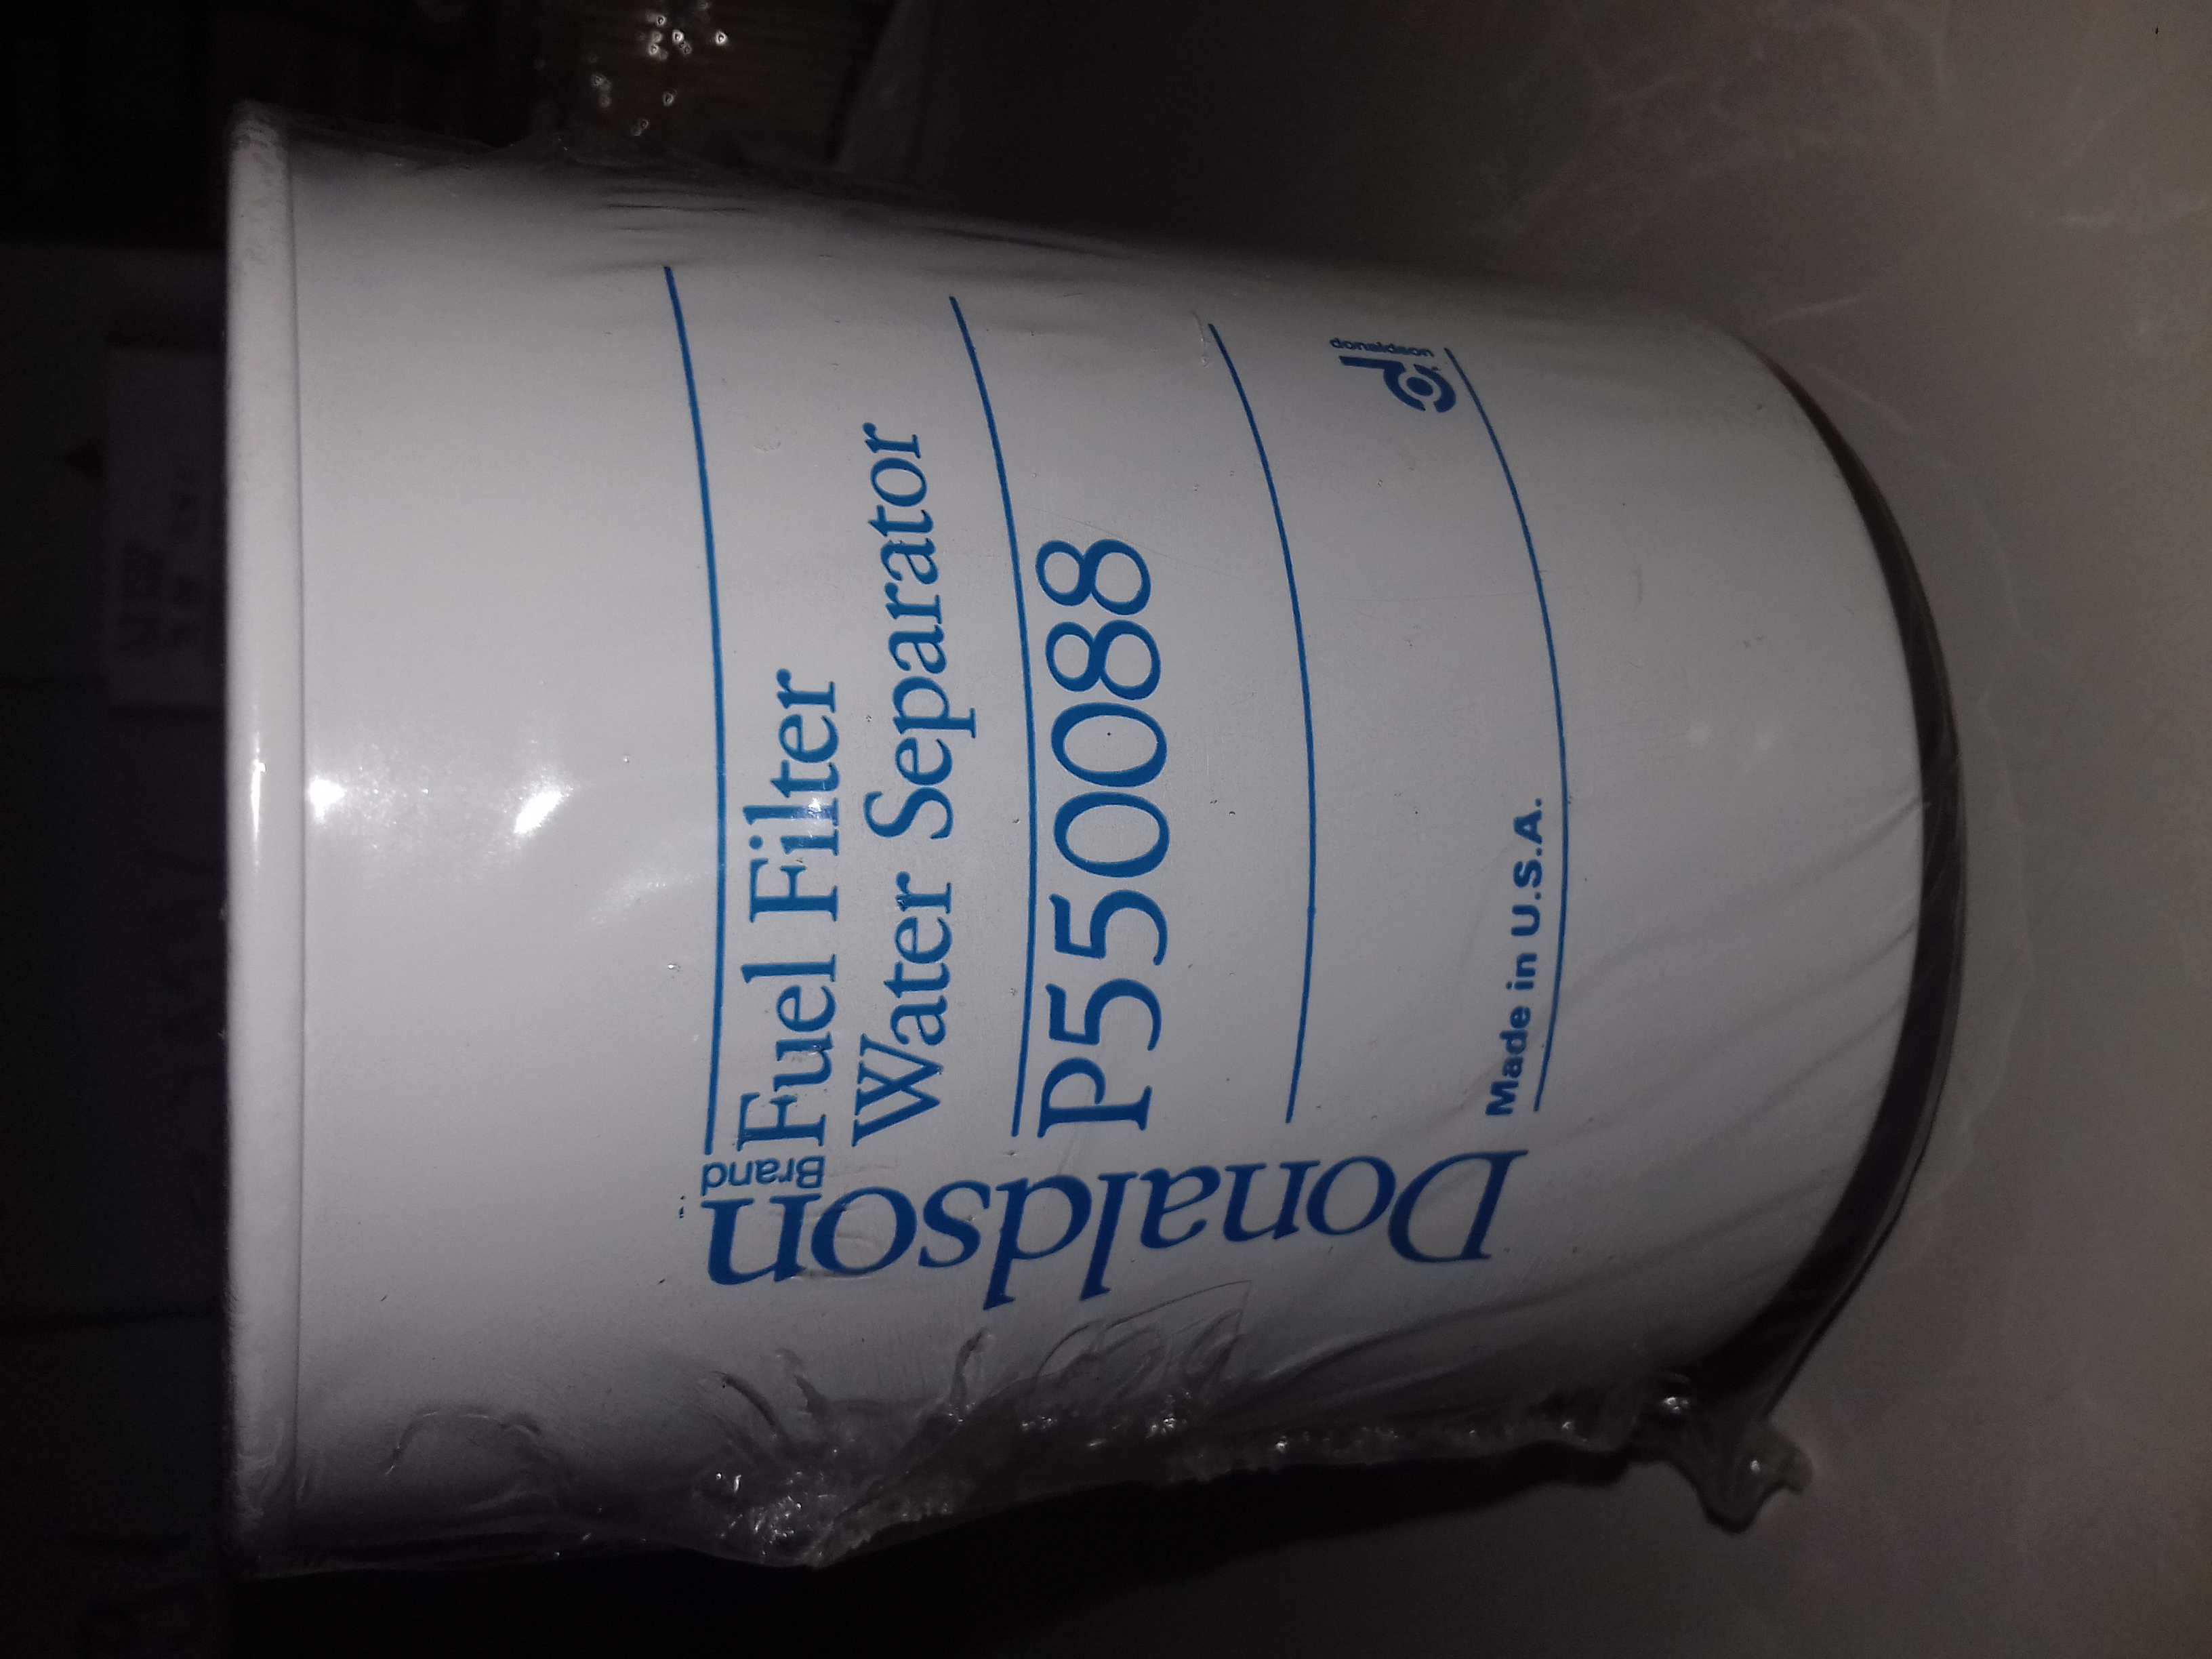 Donaldson
Brand
Fuel Filter
Water Separator
P550088
donaldson
Made in U.S.A.